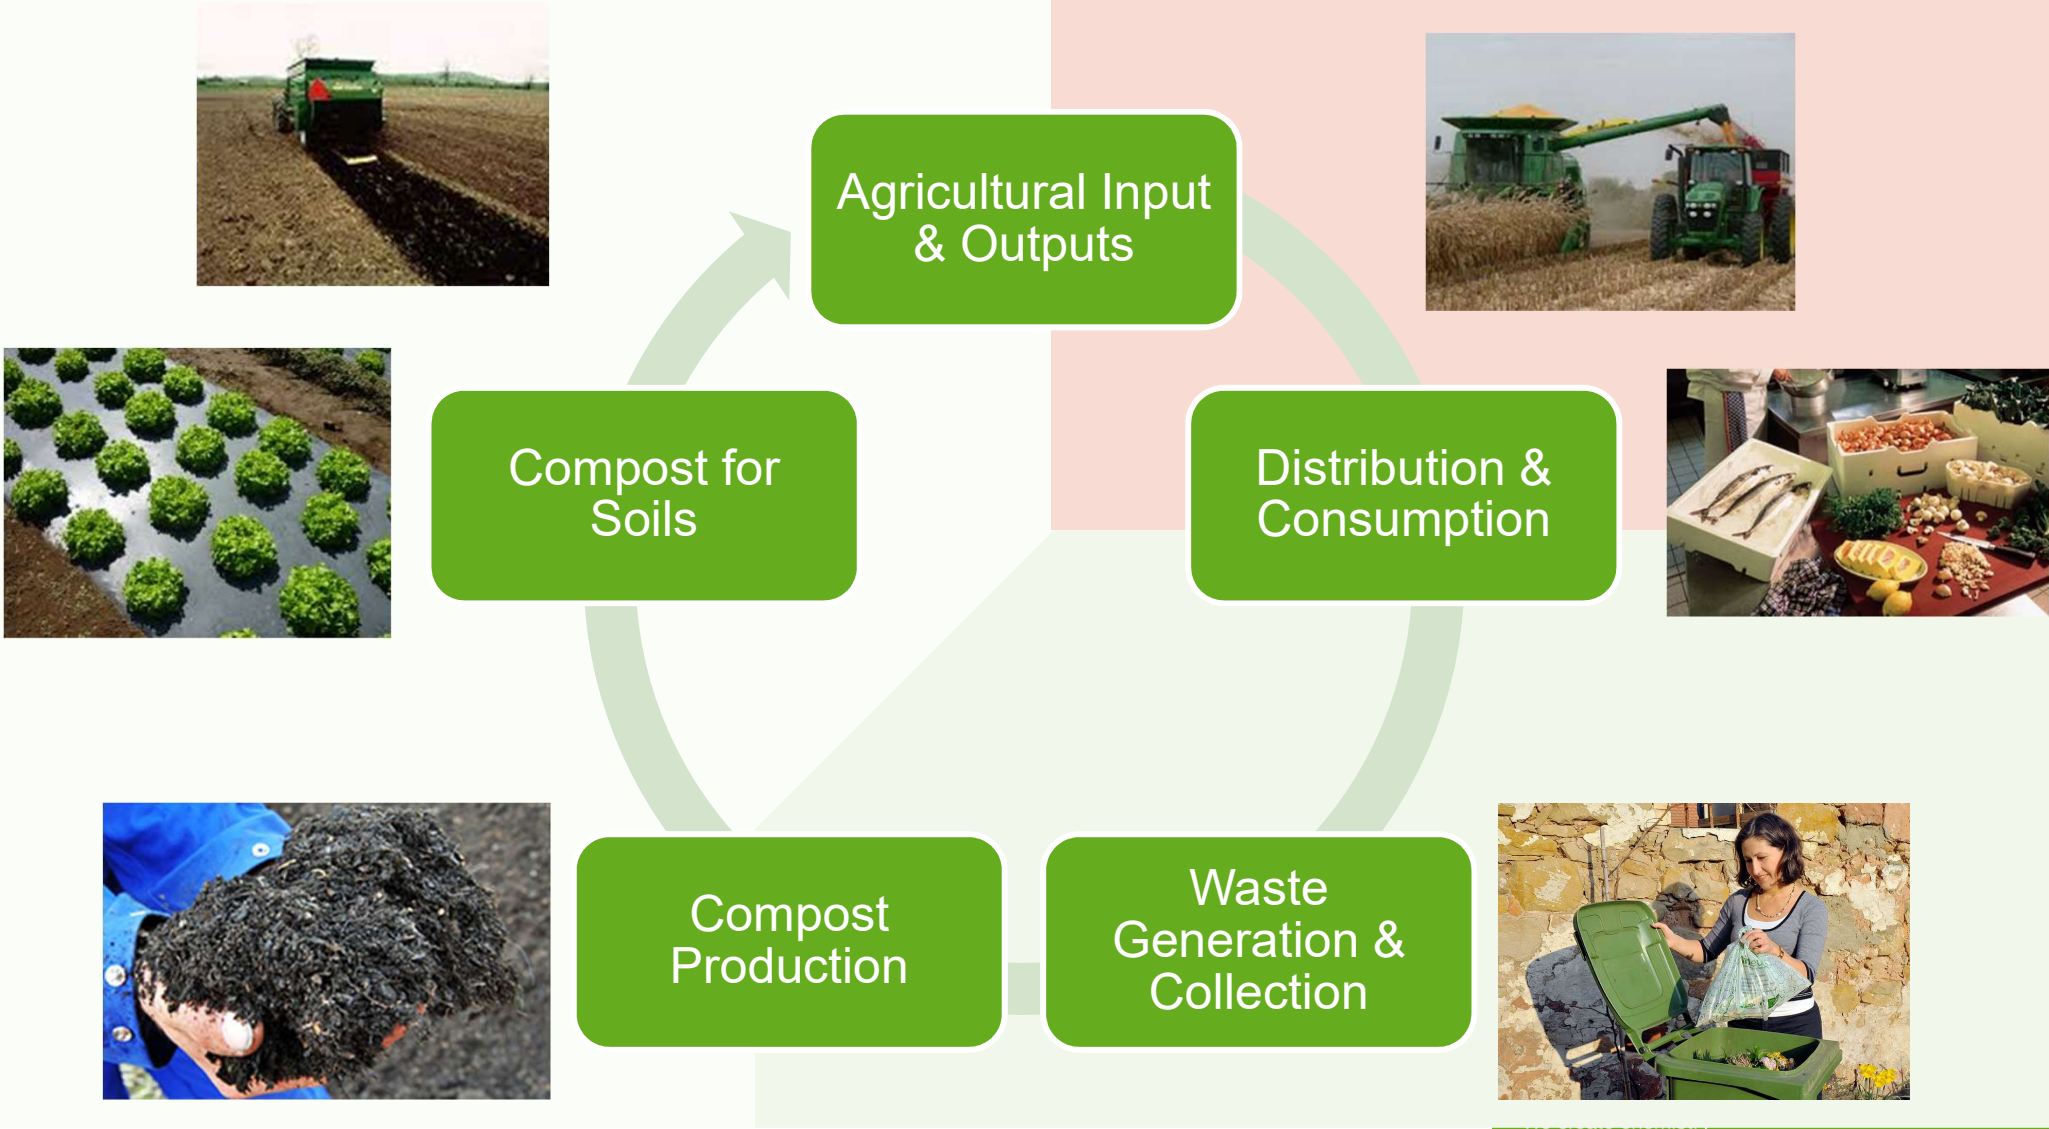 Agricultural Input
& Outputs
Compost for
Soils
Distribution &
Consumption
Compost
Production
Waste
Generation &
Collection